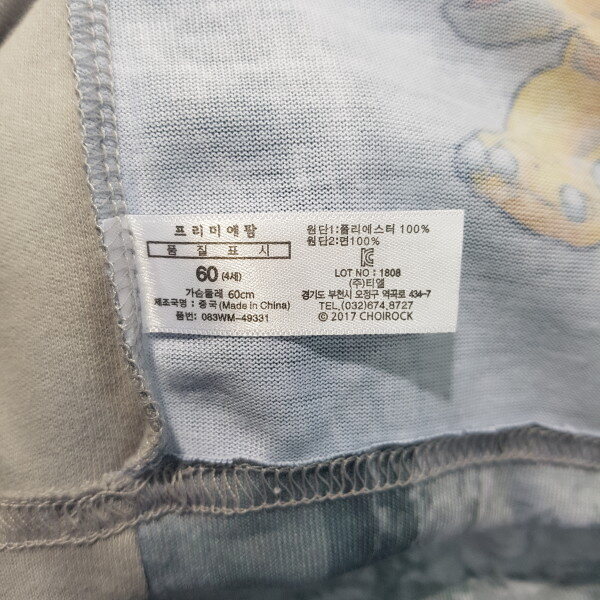 프리미에팔
품질표시
60 (4세)
가슴둘레 60cm
제조국명 : 중국(Made in China)
품번: 083WM-49331
원단1:폴리에스터 100%
원단2:면100%
LOT NO : 1808
(주)티엘
경기도 부천시 오정구 역곡로 434-7
TEL.(032)674.8727
© 2017 CHOIROCK